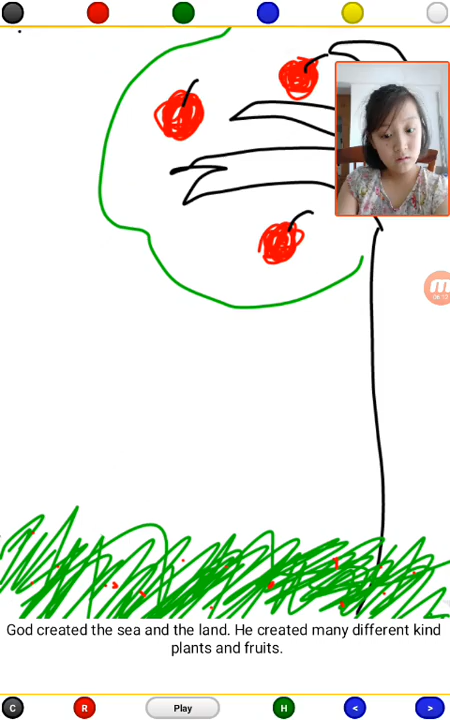 God created the sea and the land. He created many different kind
plants and fruits.
C
R
Play
H
<
>